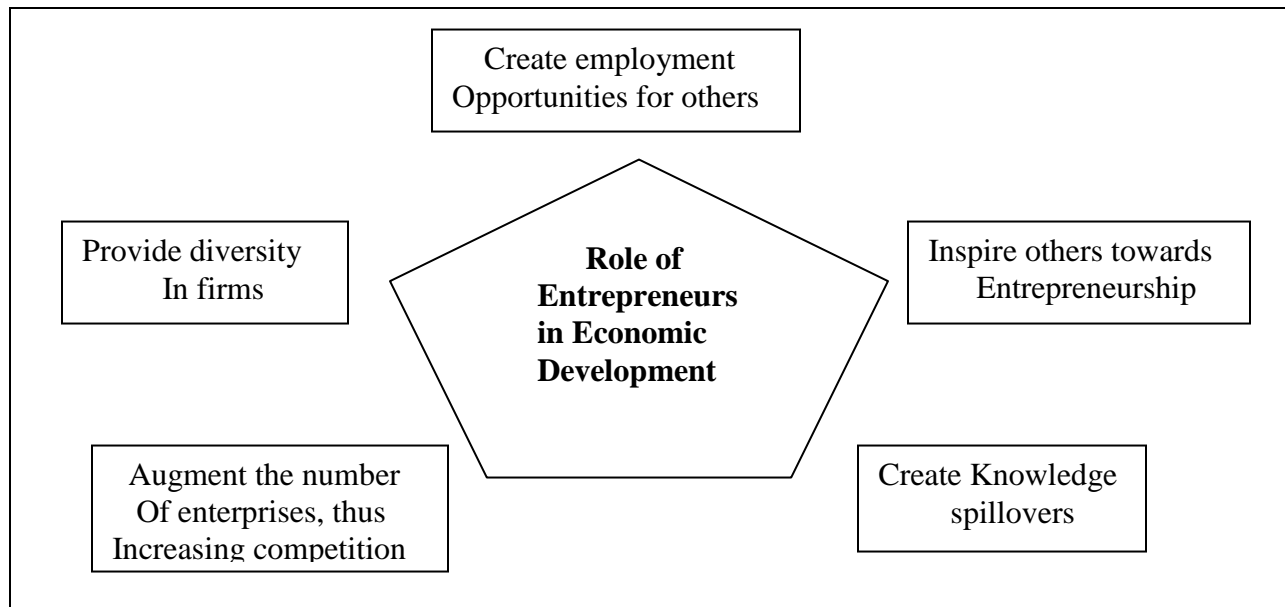 Create employment
Opportunities for others
Provide diversity
In firms
Role of
Entrepreneurs
in Economic
Development
Inspire others towards
Entrepreneurship
Augment the number
Of enterprises, thus
Increasing competition
Create Knowledge
spillovers